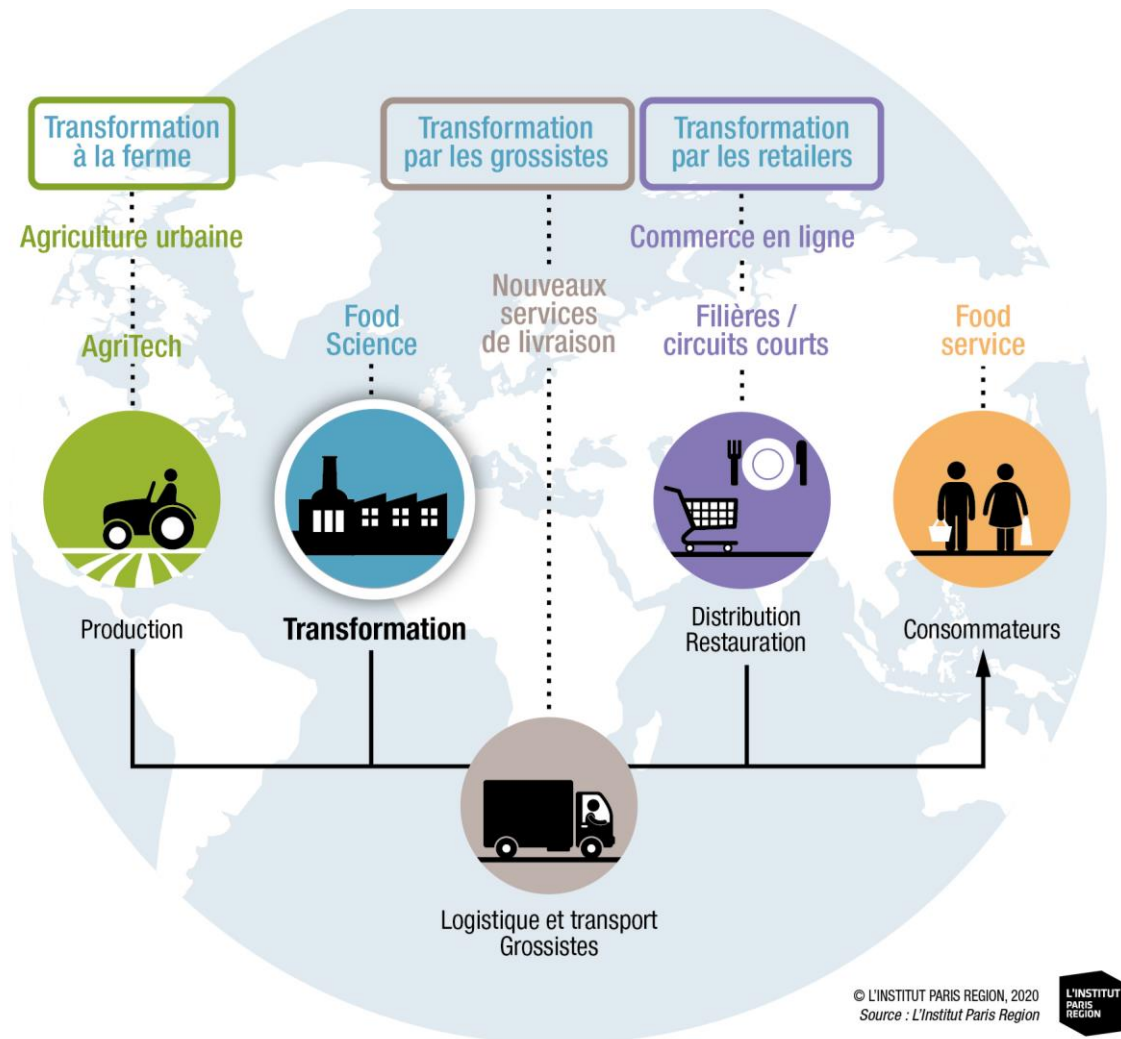 Transformation
à la ferme
Transformation
par les grossistes
Transformation
par les retailers
Agriculture urbaine
Commerce en ligne
Nouveaux
services
de livraison
AgriTech
Food
Science
Filières /
circuits courts
Food
service
Production
Transformation
Distribution
Restauration
Consommateurs
Logistique et transport
Grossistes
© L'INSTITUT PARIS REGION, 2020
Source : L'Institut Paris Region
L'INSTITUT
PARIS
REGION